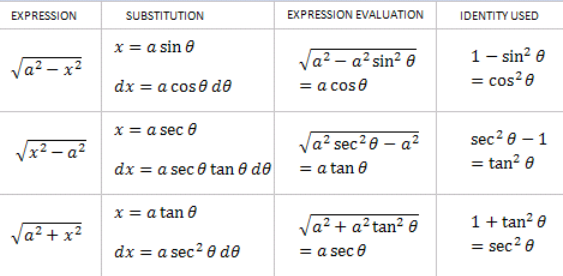 EXPRESSION SUBSTITUTION EXPRESSION EVALUATION IDENTITY USED
√(a² − x²)
x = a sin θ
dx = a cos θ dθ
√(a² − a² sin² θ)
= a cos θ
1 − sin² θ
= cos² θ
√(x² − a²)
x = a sec θ
dx = a sec θ tan θ dθ
√(a² sec² θ − a²)
= a tan θ
sec² θ − 1
= tan² θ
√(a² + x²)
x = a tan θ
dx = a sec² θ dθ
√(a² + a² tan² θ)
= a sec θ
1 + tan² θ
= sec² θ